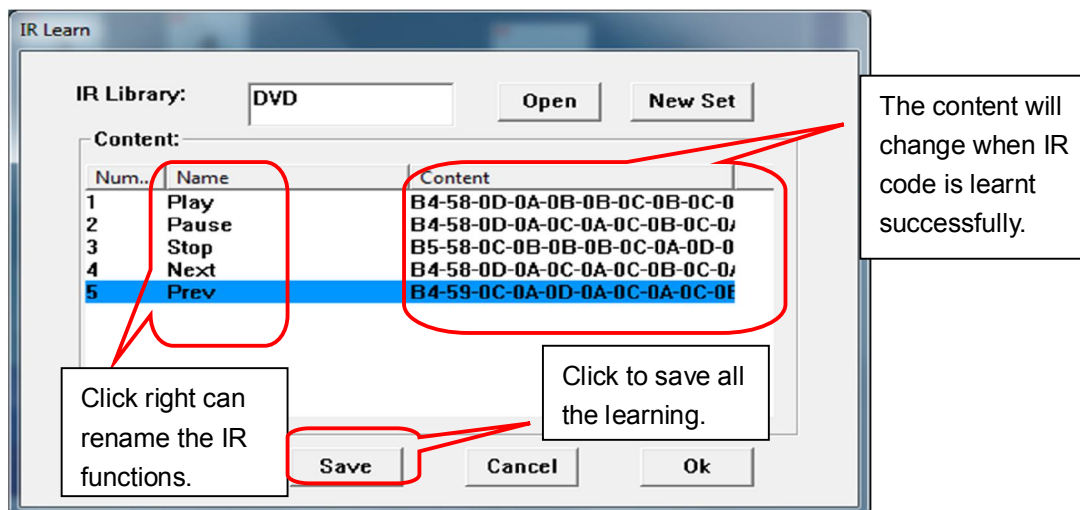 IR Learn
IR Library: DVD Open New Set
Content:
Num.. Name Content
1 Play B4-58-0D-0A-0B-0B-0C-0B-0C-0
2 Pause B4-58-0D-0A-0C-0A-0C-0B-0C-0/
3 Stop B5-58-0C-0B-0B-0B-0C-0A-0D-0
4 Next B4-58-0D-0A-0C-0A-0C-0B-0C-0/
5 Prev B4-59-0C-0A-0D-0A-0C-0A-0C-0E
The content will
change when IR
code is learnt
successfully.
Click right can
rename the IR
functions.
Click to save all
the learning.
Save Cancel Ok